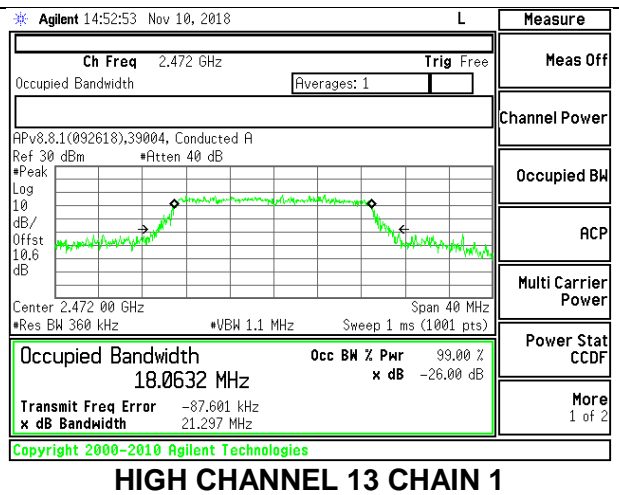 Agilent 14:52:53 Nov 10, 2018 L
Measure
Ch Freq 2.472 GHz Trig Free
Occupied Bandwidth Averages: 1
APv8.8.1(092618),39004, Conducted A
Ref 30 dBm #Atten 40 dB
#Peak
Log
10
dB/
Offst
10.6
dB
Center 2.472 00 GHz Span 40 MHz
#Res BW 360 kHz #VBW 1.1 MHz Sweep 1 ms (1001 pts)
Occupied Bandwidth Occ BW % Pwr 99.00 %
18.0632 MHz x dB -26.00 dB
Transmit Freq Error -87.601 kHz
x dB Bandwidth 21.297 MHz
Copyright 2000-2010 Agilent Technologies
Meas Off
Channel Power
Occupied BW
ACP
Multi Carrier
Power
Power Stat
CCDF
More
1 of 2
HIGH CHANNEL 13 CHAIN 1